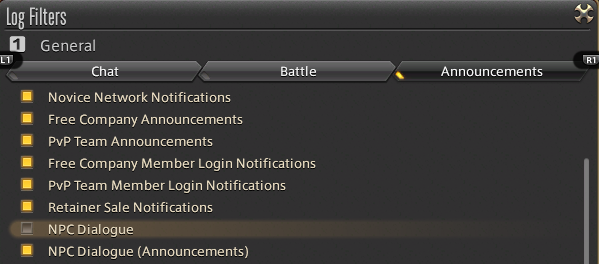 Log Filters
1 General
L1 Chat Battle Announcements R1
Novice Network Notifications
Free Company Announcements
PvP Team Announcements
Free Company Member Login Notifications
PvP Team Member Login Notifications
Retainer Sale Notifications
NPC Dialogue
NPC Dialogue (Announcements)